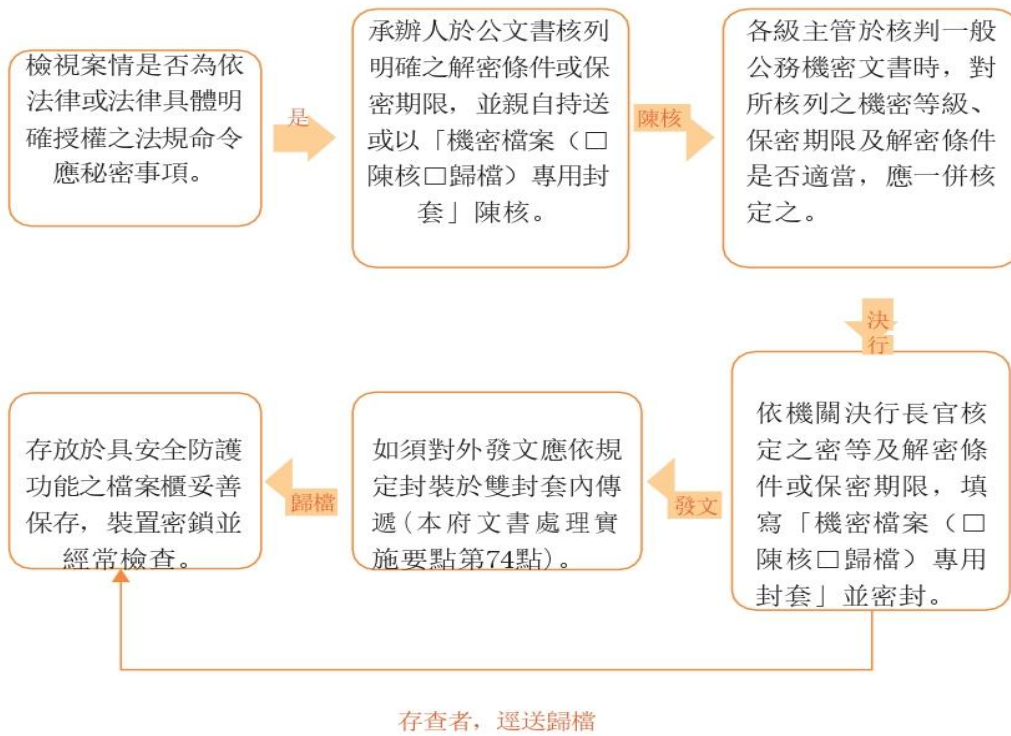 檢視案情是否為依
法律或法律具體明
確授權之法規命令
應秘密事項。
是
承辦人於公文書核列
明確之解密條件或保
密期限，並親自持送
或以「機密檔案（□
陳核□歸檔）專用封
套」陳核。
陳核
各級主管於核判一般
公務機密文書時，對
所核列之機密等級、
保密期限及解密條件
是否適當，應一併核
定之。
決
行
依機關決行長官核
定之密等及解密條
件或保密期限，填
寫「機密檔案（□
陳核□歸檔）專用
封套」並密封。
發文
如須對外發文應依規
定封裝於雙封套內傳
遞(本府文書處理實
施要點第74點)。
歸檔
存放於具安全防護
功能之檔案櫃妥善
保存，裝置密鎖並
經常檢查。
存查者，逕送歸檔